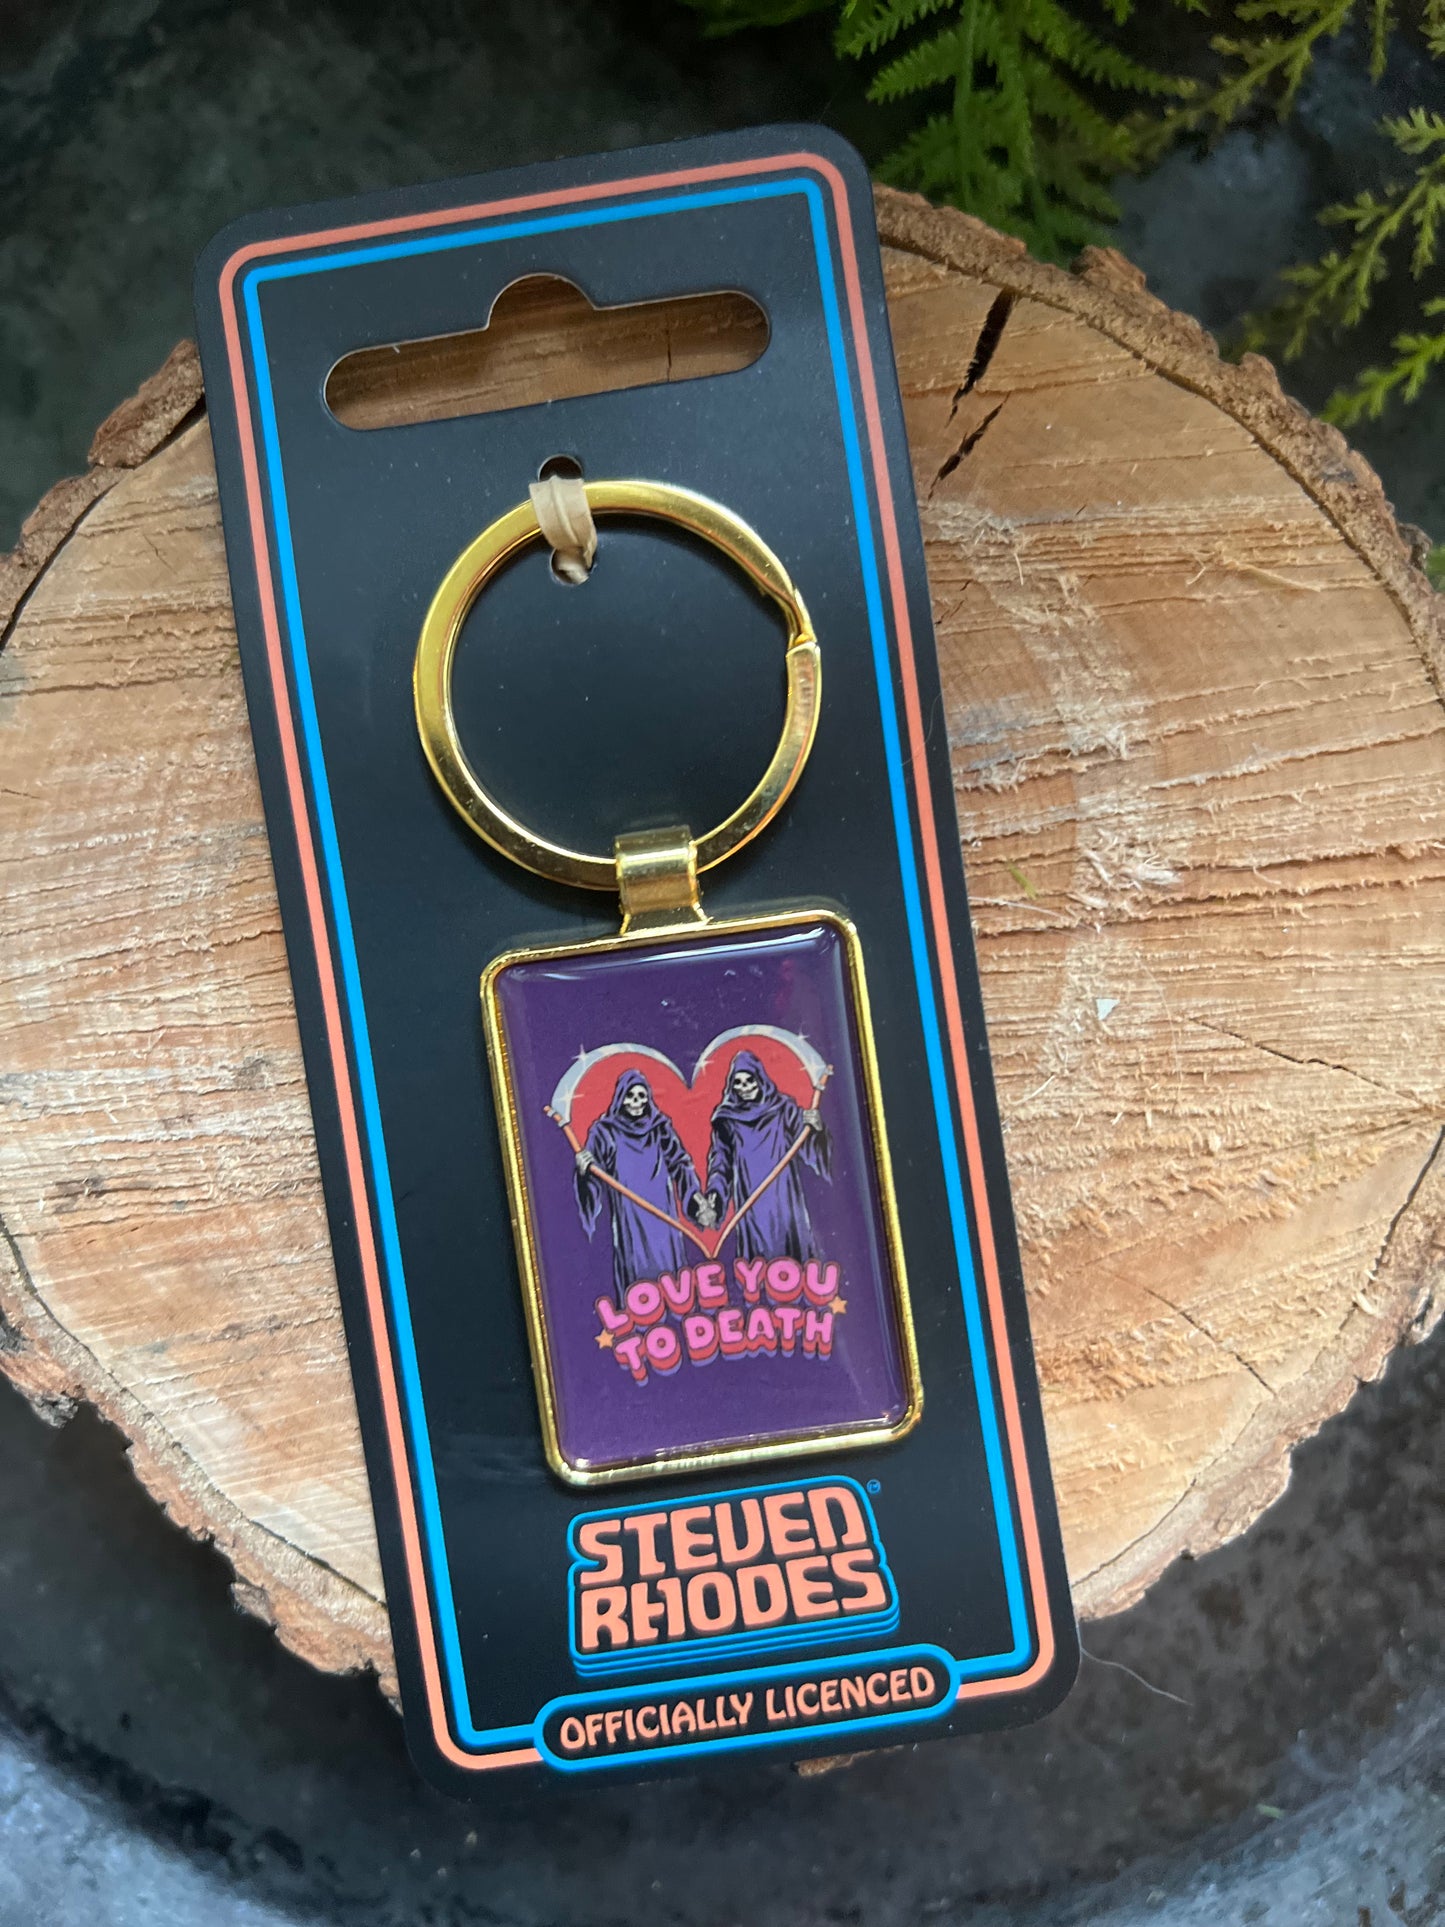 LOVE YOU
TO DEATH
STEVEN
RHODES
OFFICIALLY LICENCED